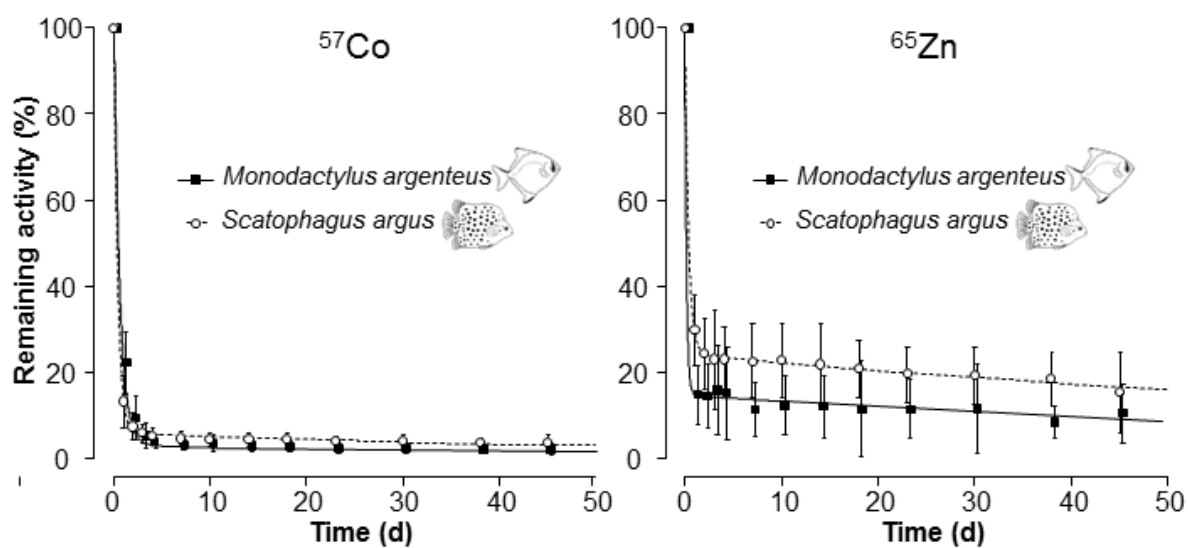 Remaining activity (%)
100
80
60
40
20
0
⁵⁷Co
Monodactylus argenteus
Scatophagus argus
0 10 20 30 40 50
Time (d)
100
80
60
40
20
0
⁶⁵Zn
Monodactylus argenteus
Scatophagus argus
0 10 20 30 40 50
Time (d)